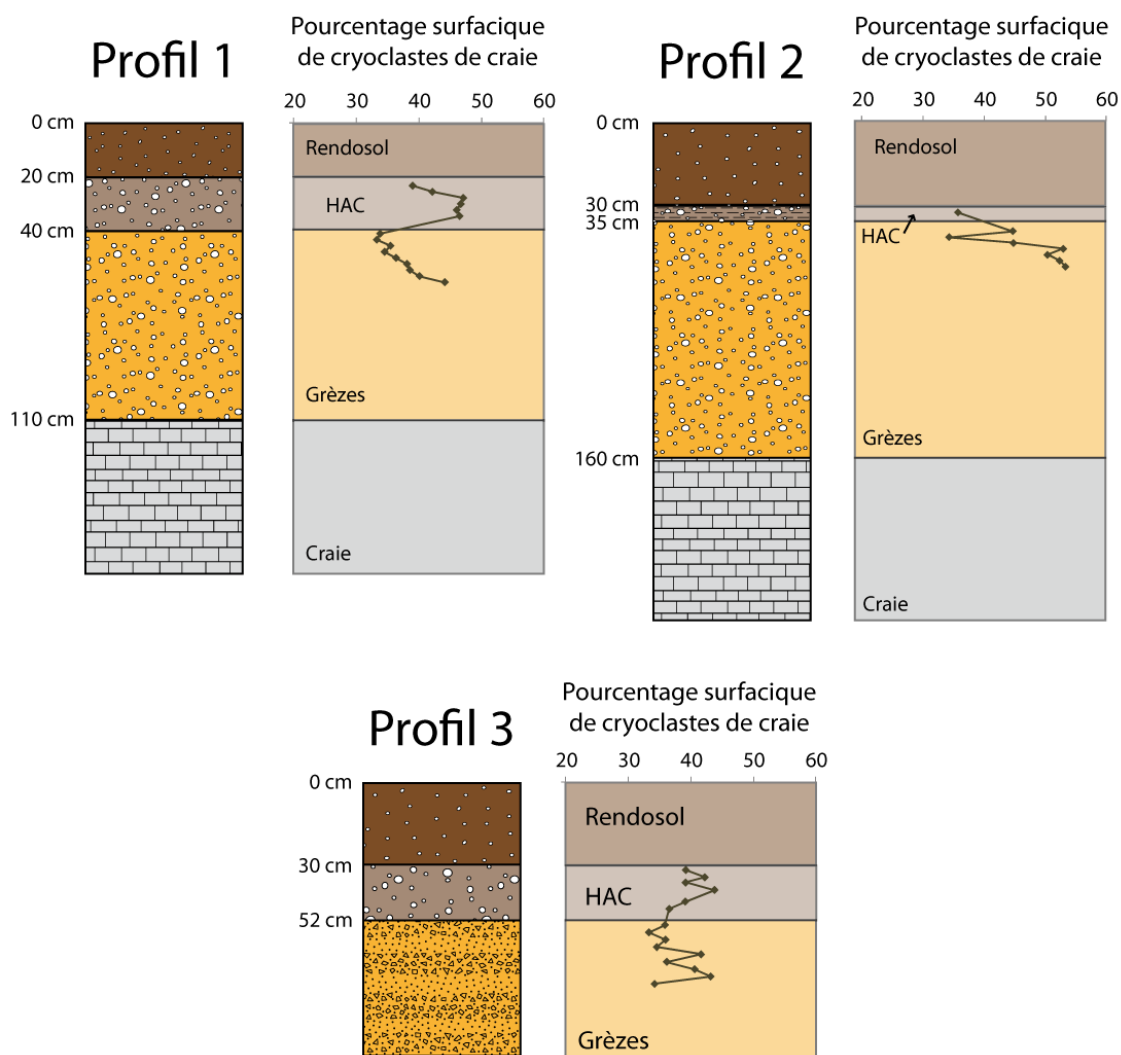 Profil 1
Pourcentage surfacique
de cryoclastes de craie
20 30 40 50 60
0 cm
20 cm
40 cm
110 cm
Rendosol
HAC
Grèzes
Craie
Profil 2
Pourcentage surfacique
de cryoclastes de craie
20 30 40 50 60
0 cm
30 cm
35 cm
160 cm
Rendosol
HAC
Grèzes
Craie
Profil 3
Pourcentage surfacique
de cryoclastes de craie
20 30 40 50 60
0 cm
30 cm
52 cm
Rendosol
HAC
Grèzes